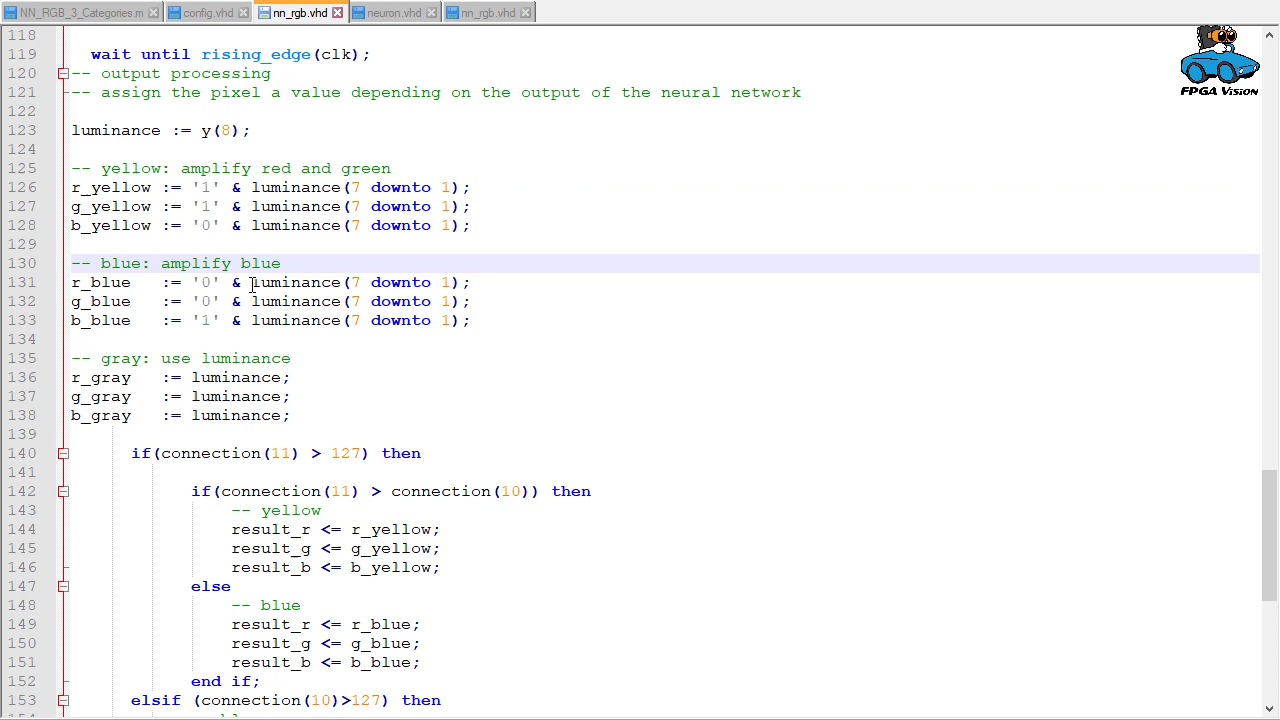 NN_RGB_3_Categories.m config.vhd nn_rgb.vhd neuron.vhd nn_rgb.vhd
118
119 wait until rising_edge(clk);
120 -- output processing
121 -- assign the pixel a value depending on the output of the neural network
FPGA Vision
122
123 luminance := y(8);
124
125 -- yellow: amplify red and green
126 r_yellow := '1' & luminance(7 downto 1);
127 g_yellow := '1' & luminance(7 downto 1);
128 b_yellow := '0' & luminance(7 downto 1);
129
130 -- blue: amplify blue
131 r_blue   := '0' & luminance(7 downto 1);
132 g_blue   := '0' & luminance(7 downto 1);
133 b_blue   := '1' & luminance(7 downto 1);
134
135 -- gray: use luminance
136 r_gray   := luminance;
137 g_gray   := luminance;
138 b_gray   := luminance;
139
140 if(connection(11) > 127) then
141
142 if(connection(11) > connection(10)) then
143 -- yellow
144 result_r <= r_yellow;
145 result_g <= g_yellow;
146 result_b <= b_yellow;
147 else
148 -- blue
149 result_r <= r_blue;
150 result_g <= g_blue;
151 result_b <= b_blue;
152 end if;
153 elsif (connection(10)>127) then